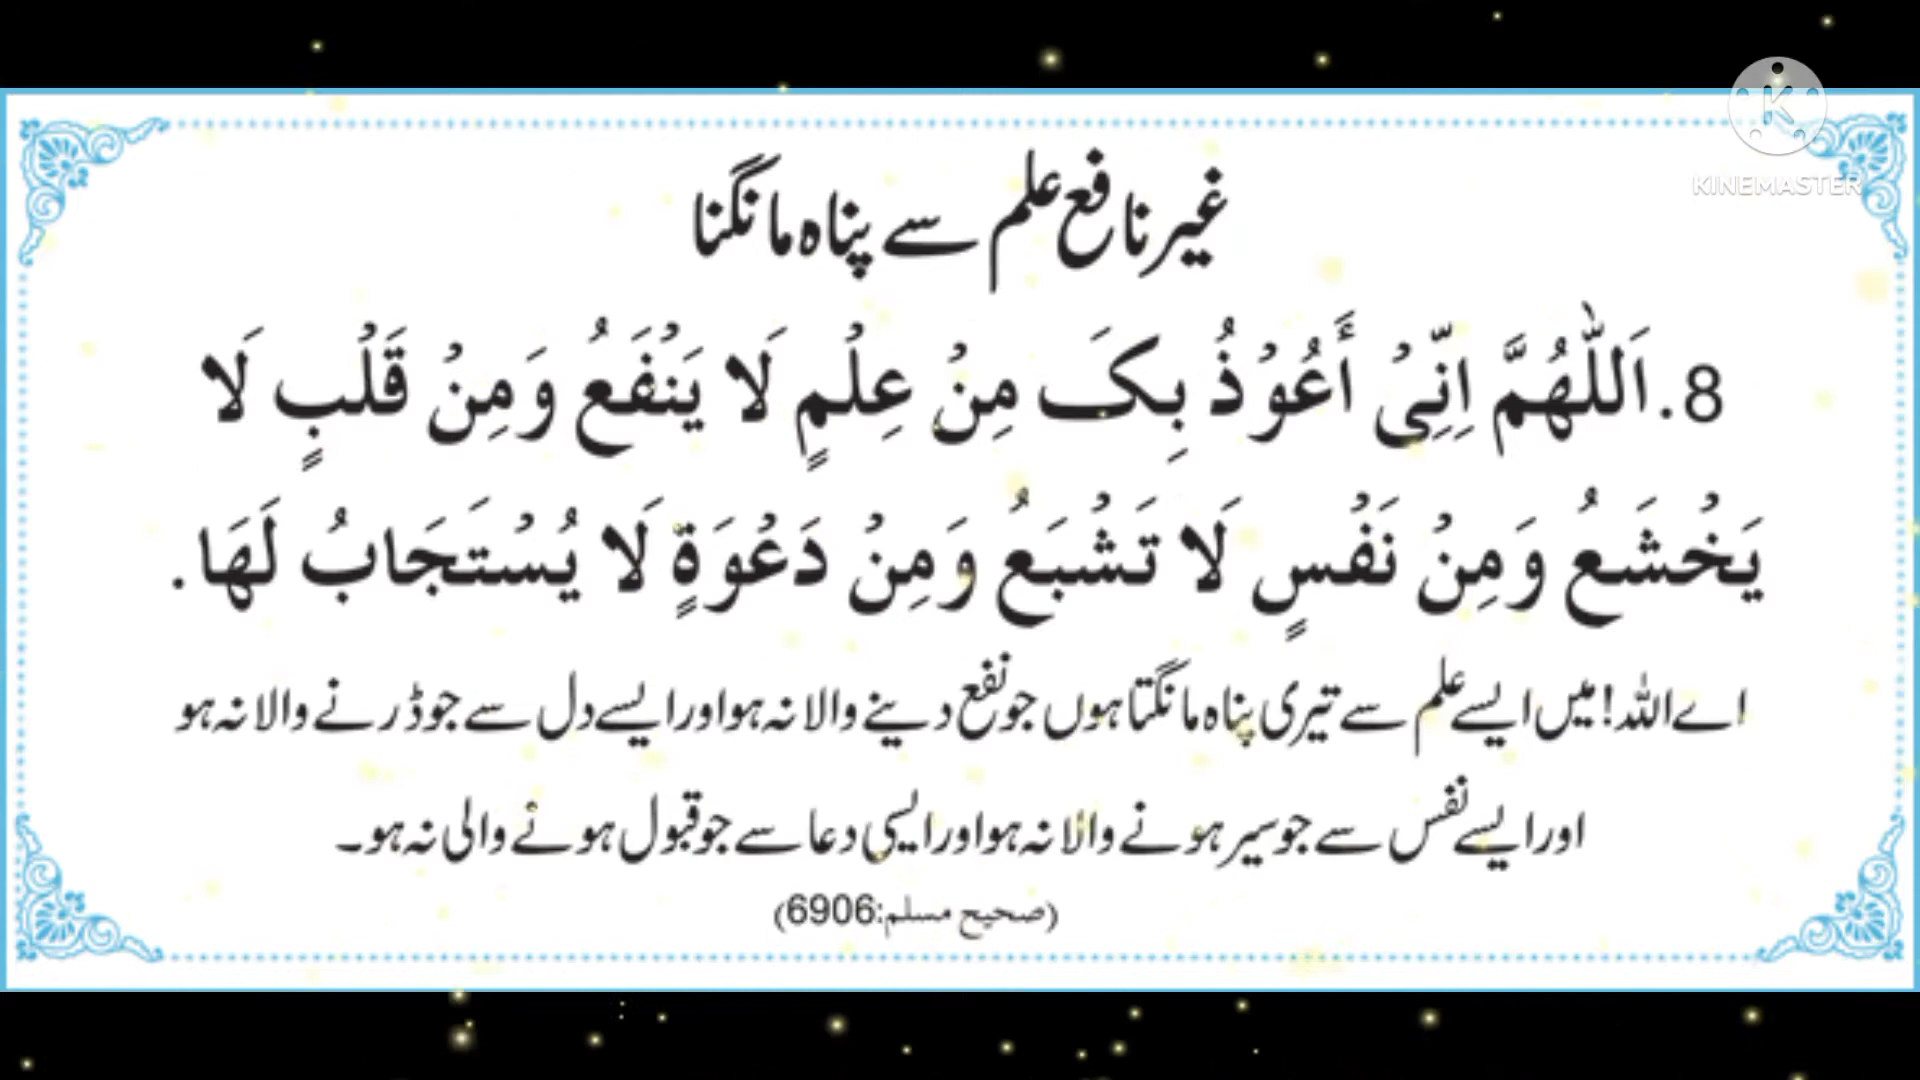 KINEMASTER
غیر نافع علم سے پناہ مانگنا
8. اَللّٰهُمَّ اِنِّیْ أَعُوْذُ بِکَ مِنْ عِلْمٍ لَا يَنْفَعُ وَمِنْ قَلْبٍ لَا
يَخْشَعُ وَمِنْ نَفْسٍ لَا تَشْبَعُ وَمِنْ دَعْوَةٍ لَا يُسْتَجَابُ لَهَا.
اے اللہ! میں ایسے علم سے تیری پناہ مانگتا ہوں جو نفع دینے والا نہ ہو اور ایسے دل سے جو ڈرنے والا نہ ہو
اور ایسے نفس سے جو سیر ہونے والا نہ ہو اور ایسی دعا سے جو قبول ہونے والی نہ ہو۔
(صحیح مسلم:6906)